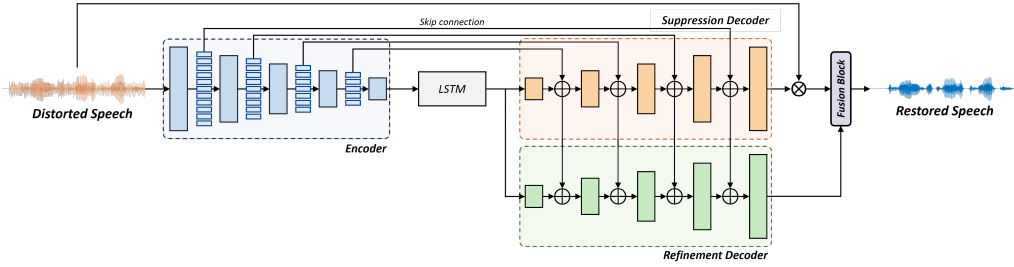 Skip connection
Suppression Decoder
Distorted Speech
Encoder
LSTM
Fusion Block
Restored Speech
Refinement Decoder